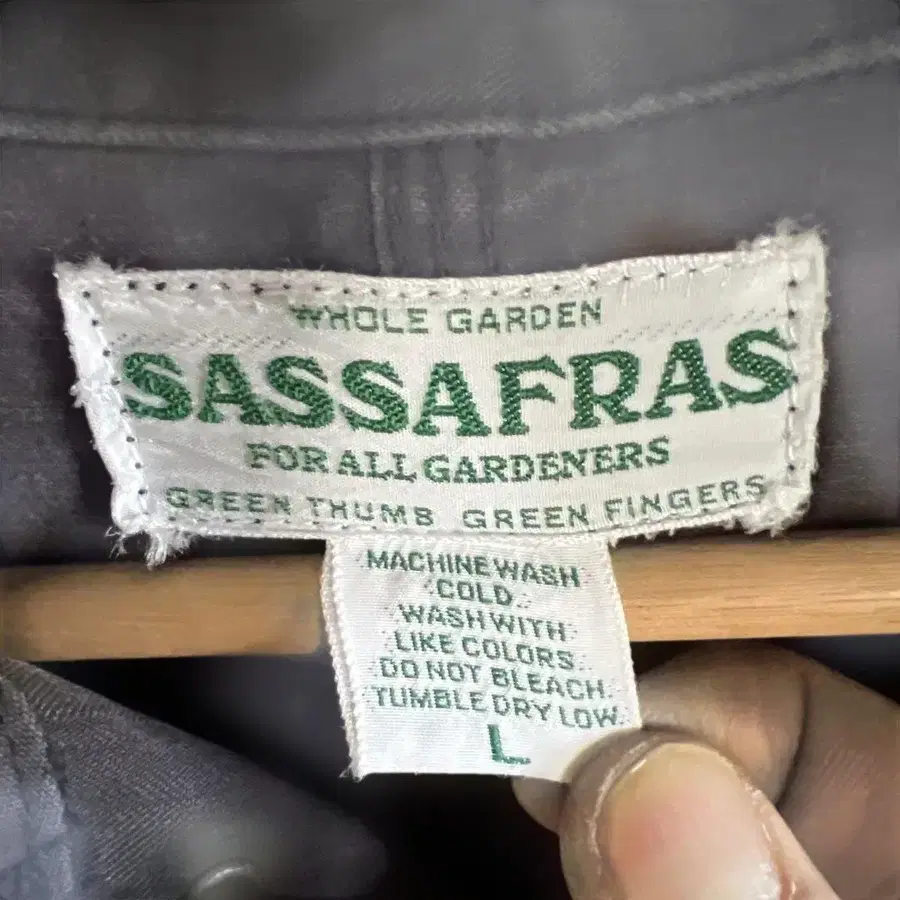 WHOLE GARDEN
SASSAFRAS
FOR ALL GARDENERS
GREEN THUMB GREEN FINGERS
MACHINE WASH
COLD.
WASH WITH
LIKE COLORS.
DO NOT BLEACH.
TUMBLE DRY LOW.
L